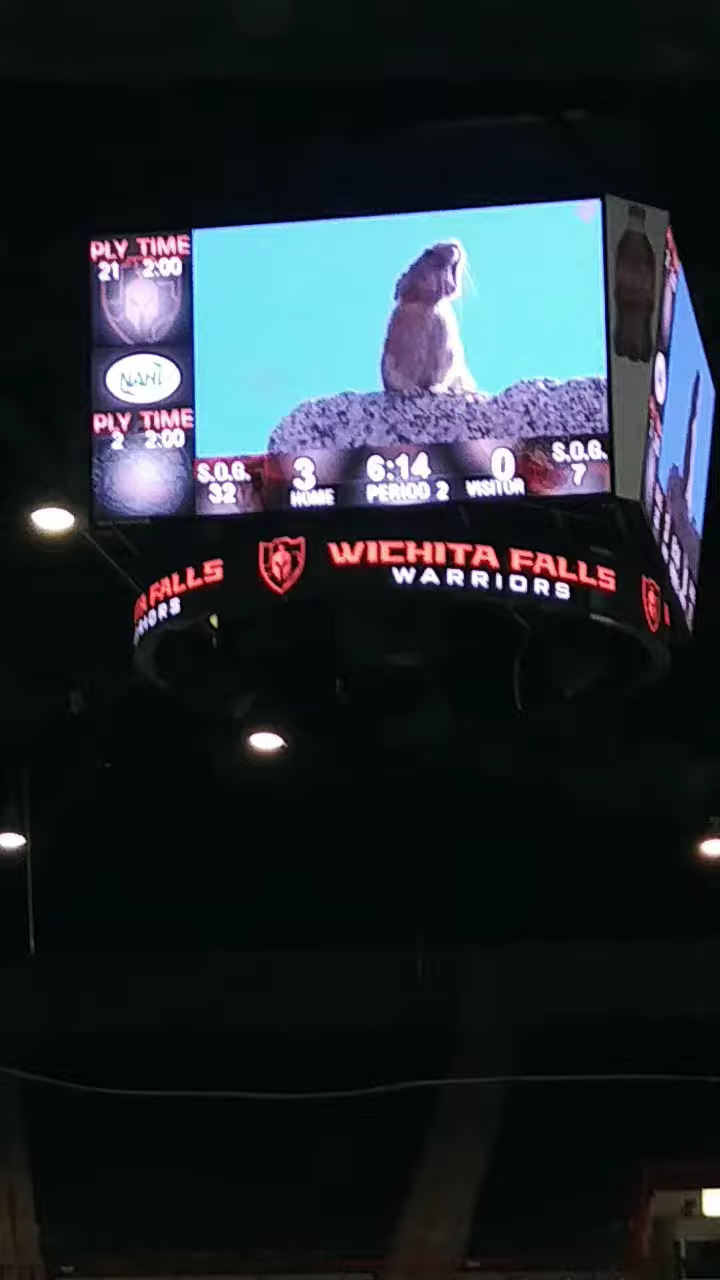 PLY TIME
21 2:00
NAPA
PLY TIME
2 2:00
S.O.G.
32
3
HOME
6:14
PERIOD 2
0
VISITOR
S.O.G.
7
FALLS
WICHITA FALLS
WARRIORS